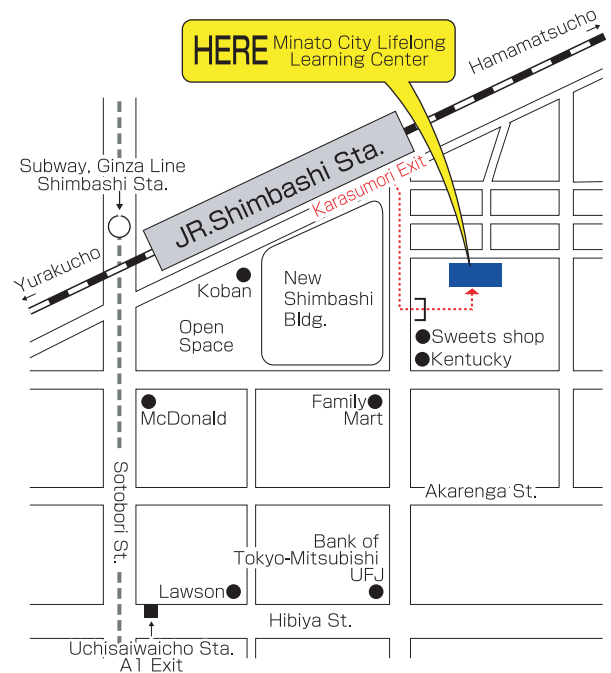 HERE Minato City Lifelong
Learning Center
Hamamatsucho
Subway, Ginza Line
Shimbashi Sta.
JR.Shimbashi Sta.
Karasumori Exit
Yurakucho
Koban
New
Shimbashi
Bldg.
Open
Space
Sweets shop
Kentucky
McDonald
Family
Mart
Sotobori St.
Akarenga St.
Bank of
Tokyo-Mitsubishi
UFJ
Lawson
Hibiya St.
Uchisaiwaicho Sta.
A1 Exit